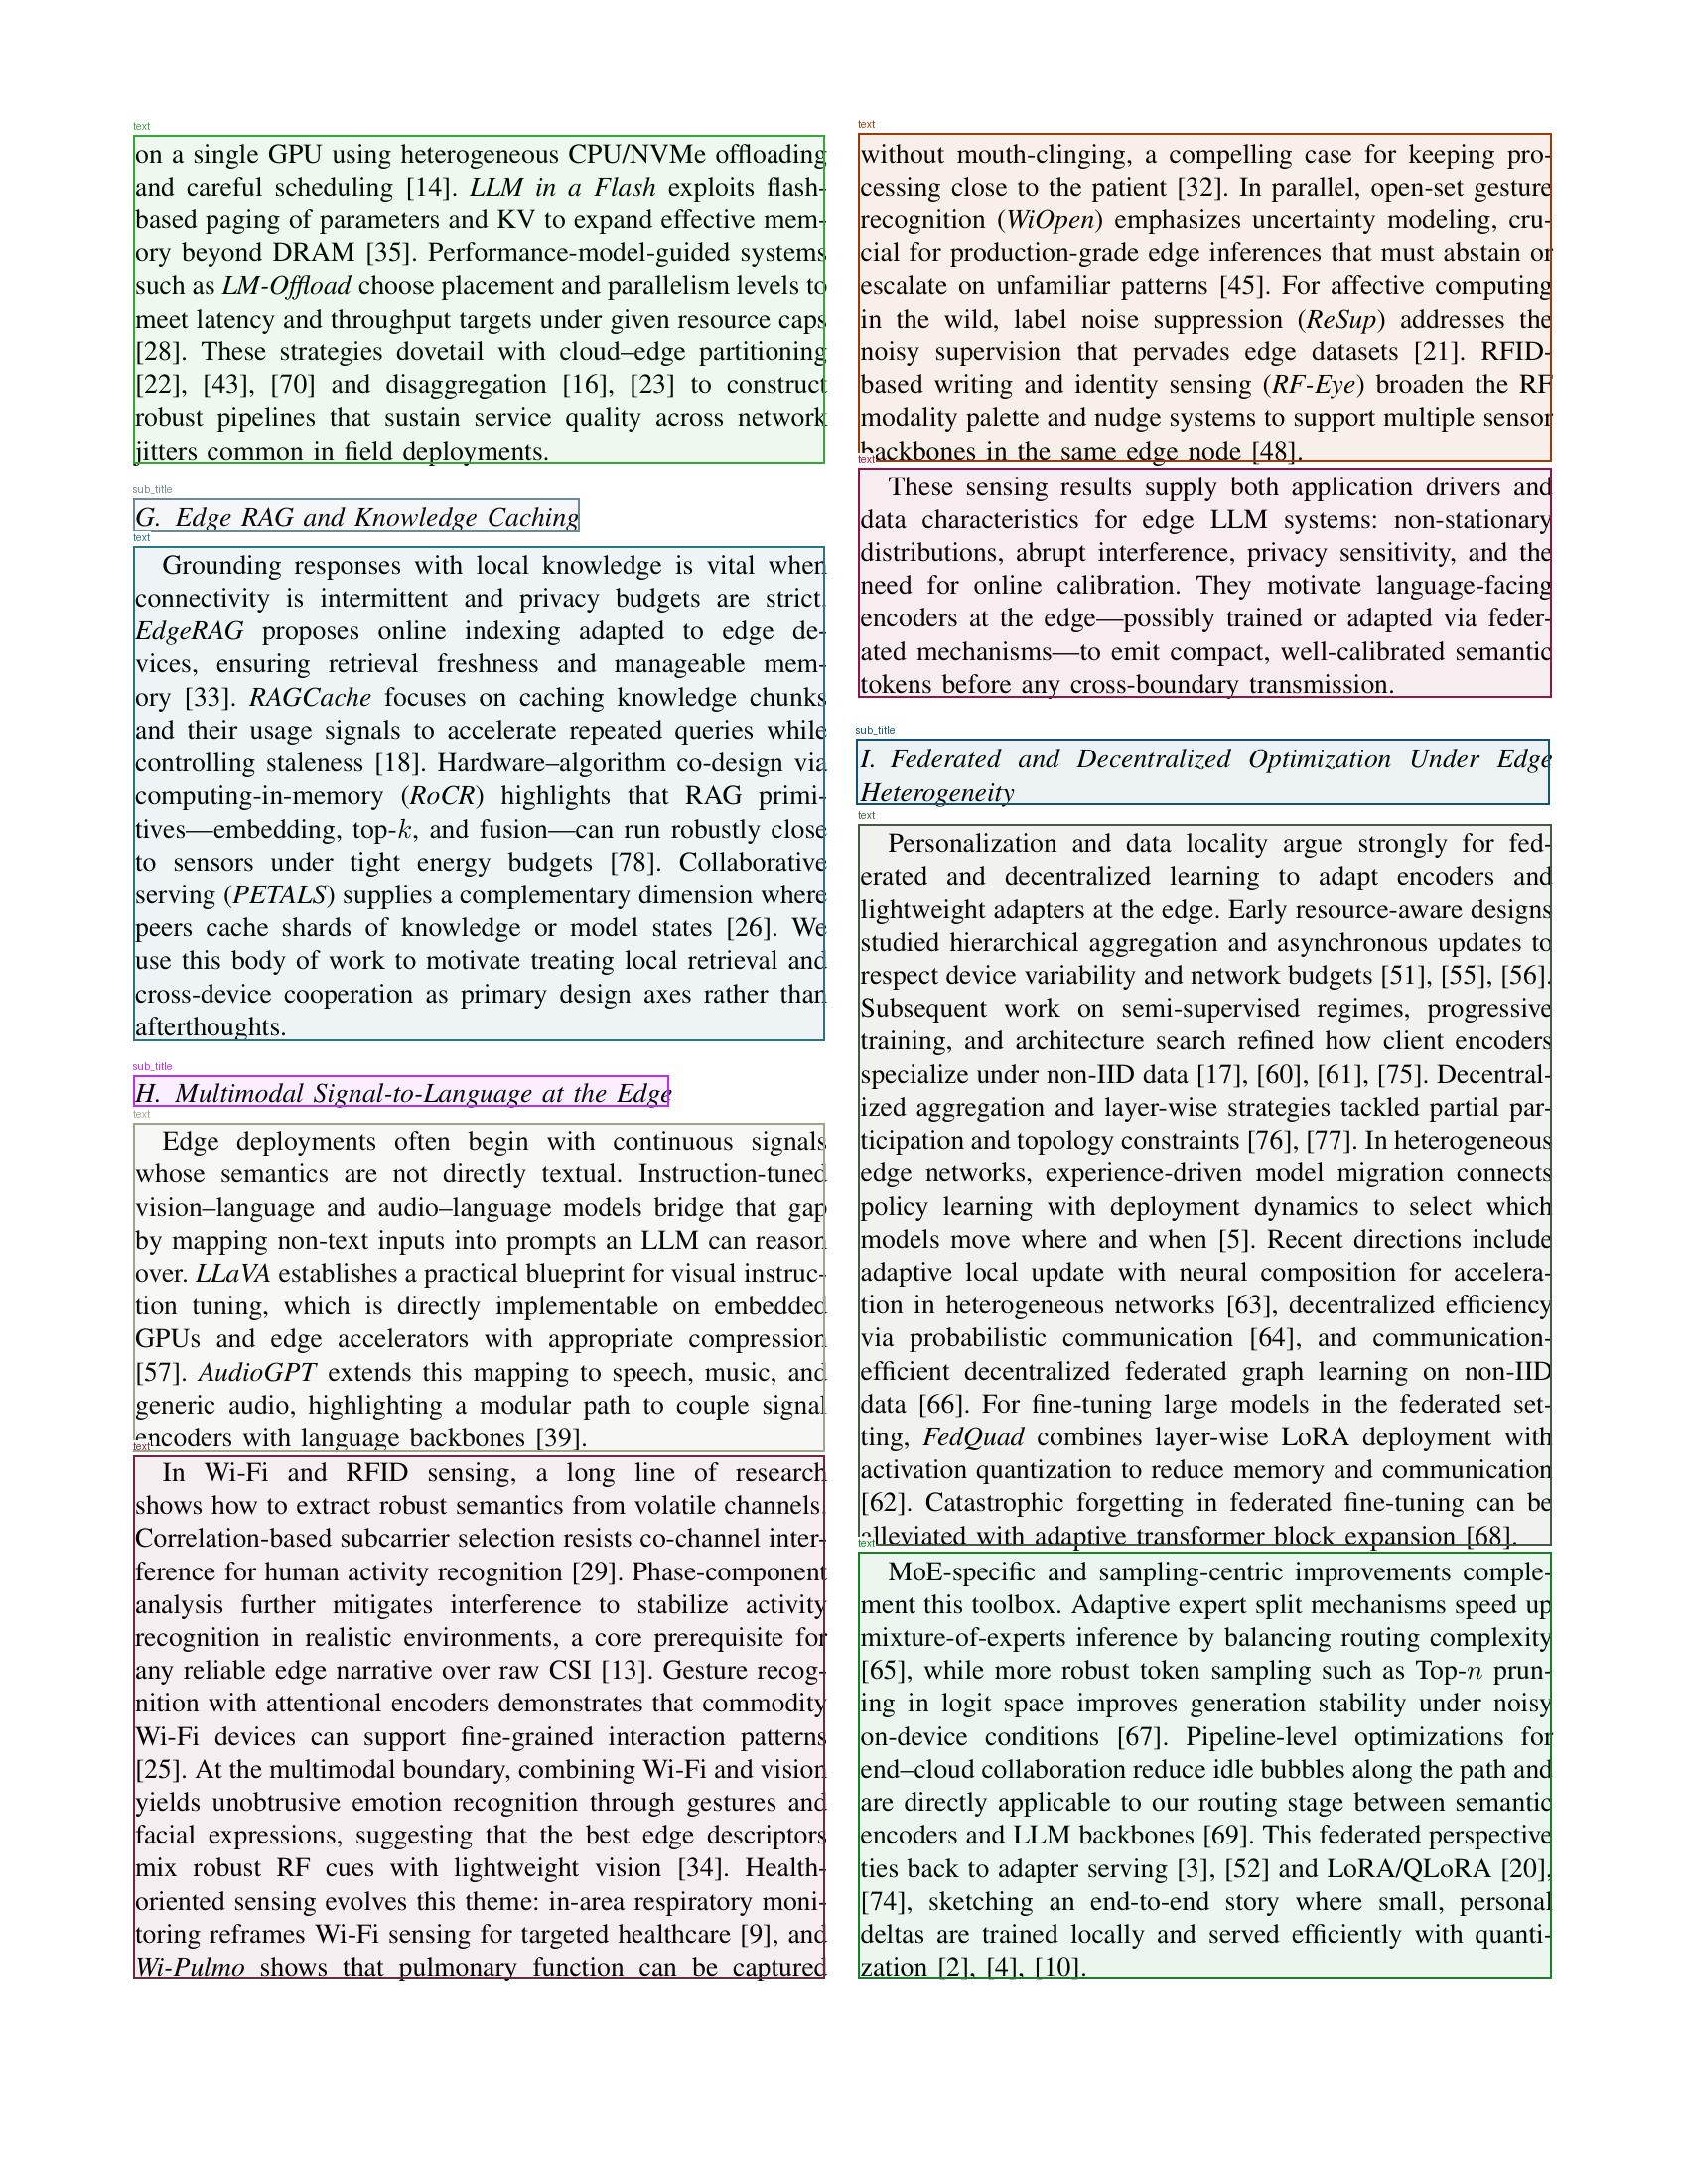 text
on a single GPU using heterogeneous CPU/NVMe offloading
and careful scheduling [14]. LLM in a Flash exploits flash-
based paging of parameters and KV to expand effective mem-
ory beyond DRAM [35]. Performance-model-guided systems
such as LM-Offload choose placement and parallelism levels to
meet latency and throughput targets under given resource caps
[28]. These strategies dovetail with cloud–edge partitioning
[22], [43], [70] and disaggregation [16], [23] to construct
robust pipelines that sustain service quality across network
jitters common in field deployments.
sub_title
G. Edge RAG and Knowledge Caching
text
Grounding responses with local knowledge is vital when
connectivity is intermittent and privacy budgets are strict.
EdgeRAG proposes online indexing adapted to edge de-
vices, ensuring retrieval freshness and manageable mem-
ory [33]. RAGCache focuses on caching knowledge chunks
and their usage signals to accelerate repeated queries while
controlling staleness [18]. Hardware–algorithm co-design via
computing-in-memory (RoCR) highlights that RAG primi-
tives—embedding, top-k, and fusion—can run robustly close
to sensors under tight energy budgets [78]. Collaborative
serving (PETALS) supplies a complementary dimension where
peers cache shards of knowledge or model states [26]. We
use this body of work to motivate treating local retrieval and
cross-device cooperation as primary design axes rather than
afterthoughts.
sub_title
H. Multimodal Signal-to-Language at the Edge
text
Edge deployments often begin with continuous signals
whose semantics are not directly textual. Instruction-tuned
vision–language and audio–language models bridge that gap
by mapping non-text inputs into prompts an LLM can reason
over. LLaVA establishes a practical blueprint for visual instruc-
tion tuning, which is directly implementable on embedded
GPUs and edge accelerators with appropriate compression
[57]. AudioGPT extends this mapping to speech, music, and
generic audio, highlighting a modular path to couple signal
encoders with language backbones [39].
text
In Wi-Fi and RFID sensing, a long line of research
shows how to extract robust semantics from volatile channels.
Correlation-based subcarrier selection resists co-channel inter-
ference for human activity recognition [29]. Phase-component
analysis further mitigates interference to stabilize activity
recognition in realistic environments, a core prerequisite for
any reliable edge narrative over raw CSI [13]. Gesture recog-
nition with attentional encoders demonstrates that commodity
Wi-Fi devices can support fine-grained interaction patterns
[25]. At the multimodal boundary, combining Wi-Fi and vision
yields unobtrusive emotion recognition through gestures and
facial expressions, suggesting that the best edge descriptors
mix robust RF cues with lightweight vision [34]. Health-
oriented sensing evolves this theme: in-area respiratory moni-
toring reframes Wi-Fi sensing for targeted healthcare [9], and
Wi-Pulmo shows that pulmonary function can be captured
text
without mouth-clinging, a compelling case for keeping pro-
cessing close to the patient [32]. In parallel, open-set gesture
recognition (WiOpen) emphasizes uncertainty modeling, cru-
cial for production-grade edge inferences that must abstain or
escalate on unfamiliar patterns [45]. For affective computing
in the wild, label noise suppression (ReSup) addresses the
noisy supervision that pervades edge datasets [21]. RFID-
based writing and identity sensing (RF-Eye) broaden the RF
modality palette and nudge systems to support multiple sensor
backbones in the same edge node [48].
text
These sensing results supply both application drivers and
data characteristics for edge LLM systems: non-stationary
distributions, abrupt interference, privacy sensitivity, and the
need for online calibration. They motivate language-facing
encoders at the edge—possibly trained or adapted via feder-
ated mechanisms—to emit compact, well-calibrated semantic
tokens before any cross-boundary transmission.
sub_title
I. Federated and Decentralized Optimization Under Edge
Heterogeneity
text
Personalization and data locality argue strongly for fed-
erated and decentralized learning to adapt encoders and
lightweight adapters at the edge. Early resource-aware designs
studied hierarchical aggregation and asynchronous updates to
respect device variability and network budgets [51], [55], [56].
Subsequent work on semi-supervised regimes, progressive
training, and architecture search refined how client encoders
specialize under non-IID data [17], [60], [61], [75]. Decentral-
ized aggregation and layer-wise strategies tackled partial par-
ticipation and topology constraints [76], [77]. In heterogeneous
edge networks, experience-driven model migration connects
policy learning with deployment dynamics to select which
models move where and when [5]. Recent directions include
adaptive local update with neural composition for accelera-
tion in heterogeneous networks [63], decentralized efficiency
via probabilistic communication [64], and communication-
efficient decentralized federated graph learning on non-IID
data [66]. For fine-tuning large models in the federated set-
ting, FedQuad combines layer-wise LoRA deployment with
activation quantization to reduce memory and communication
[62]. Catastrophic forgetting in federated fine-tuning can be
alleviated with adaptive transformer block expansion [68].
text
MoE-specific and sampling-centric improvements comple-
ment this toolbox. Adaptive expert split mechanisms speed up
mixture-of-experts inference by balancing routing complexity
[65], while more robust token sampling such as Top-n prun-
ing in logit space improves generation stability under noisy
on-device conditions [67]. Pipeline-level optimizations for
end–cloud collaboration reduce idle bubbles along the path and
are directly applicable to our routing stage between semantic
encoders and LLM backbones [69]. This federated perspective
ties back to adapter serving [3], [52] and LoRA/QLoRA [20],
[74], sketching an end-to-end story where small, personal
deltas are trained locally and served efficiently with quanti-
zation [2], [4], [10].